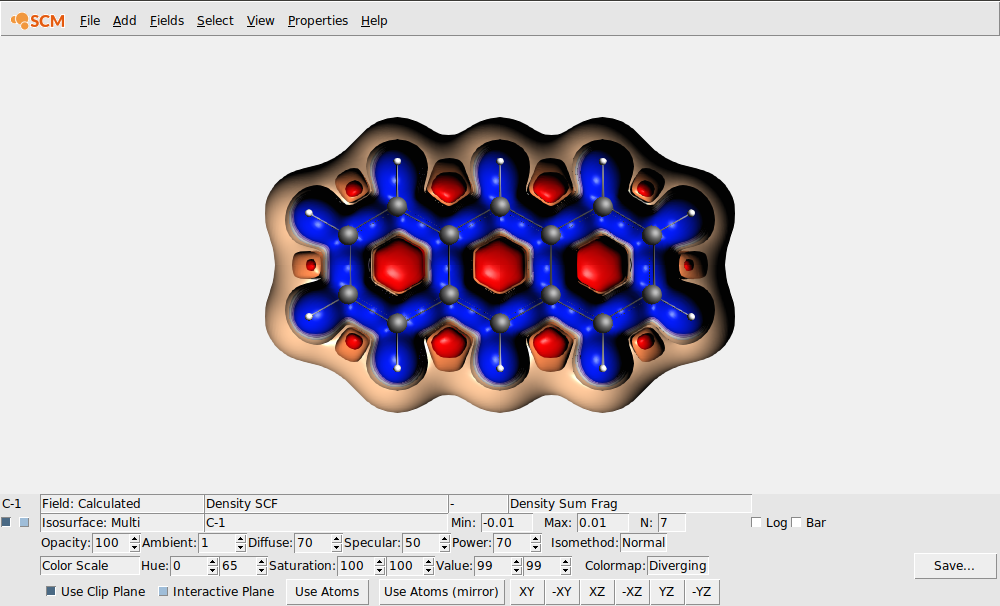 SCM File Add Fields Select View Properties Help
C-1 Field: Calculated Density SCF - Density Sum Frag
Isosurface: Multi C-1 Min: -0.01 Max: 0.01 N: 7 Log Bar
Opacity: 100 Ambient: 1 Diffuse: 70 Specular: 50 Power: 70 Isomethod: Normal
Color Scale Hue: 0 65 Saturation: 100 100 Value: 99 99 Colormap: Diverging Save...
Use Clip Plane Interactive Plane Use Atoms Use Atoms (mirror) XY -XY XZ -XZ YZ -YZ